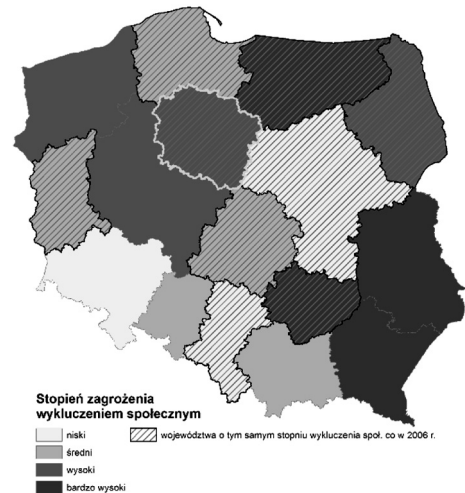 Stopień zagrożenia
wykluczeniem społecznym
niski
województwa o tym samym stopniu wykluczenia społ. co w 2006 r.
średni
wysoki
bardzo wysoki